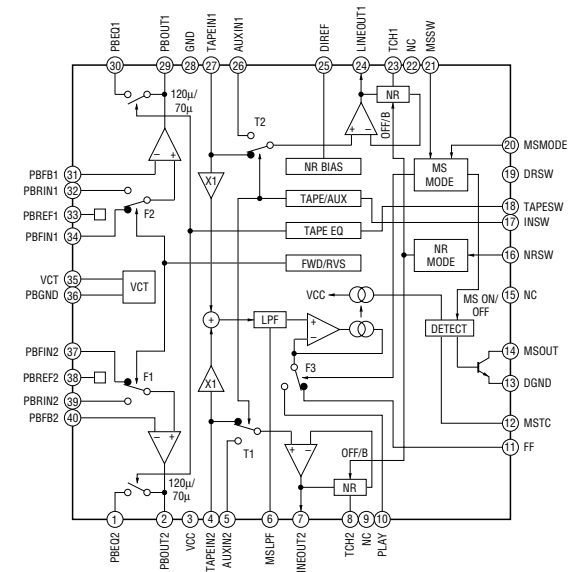 PBEQ1
PBOUT1
GND
TAPEIN1
AUXIN1
DIREF
LINEOUT1
TCH1
NC
MSSW
30
29
28
27
26
25
24
23
22
21
120μ/
70μ
T2
OFF/B
NR
+
−
−
+
20
MSMODE
PBFB1
31
NR BIAS
MS
MODE
19
DRSW
PBRIN1
32
X1
TAPE/AUX
18
TAPESW
PBREF1
33
F2
17
INSW
PBFIN1
34
TAPE EQ
NR
MODE
16
NRSW
FWD/RVS
VCT
35
VCT
VCC
MS ON/
OFF
15
NC
PBGND
36
+
LPF
+
−
DETECT
14
MSOUT
PBFIN2
37
F3
13
DGND
PBREF2
38
F1
X1
PBRIN2
39
12
MSTC
PBFB2
40
T1
11
FF
−
+
+
−
OFF/B
120μ/
70μ
NR
1
2
3
4
5
6
7
8
9
10
PBEQ2
PBOUT2
VCC
TAPEIN2
AUXIN2
MSLPF
INEOUT2
TCH2
NC
PLAY